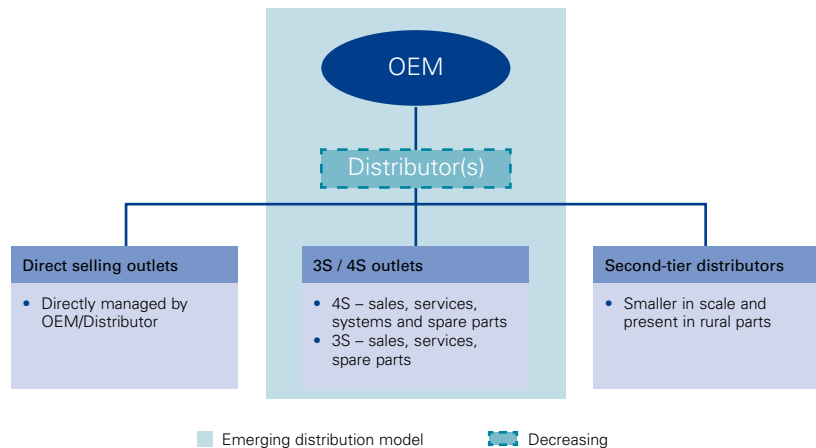 OEM
Distributor(s)
Direct selling outlets
• Directly managed by
OEM/Distributor
3S / 4S outlets
• 4S – sales, services,
systems and spare parts
• 3S – sales, services,
spare parts
Second-tier distributors
• Smaller in scale and
present in rural parts
Emerging distribution model
Decreasing